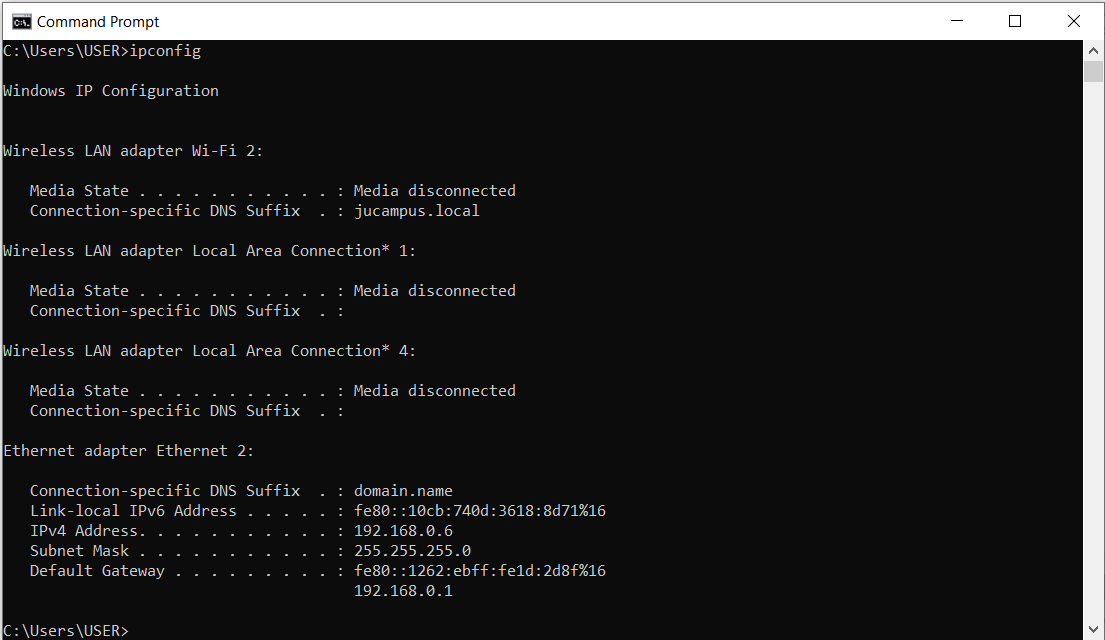 Command Prompt
C:\Users\USER>ipconfig
Windows IP Configuration
Wireless LAN adapter Wi-Fi 2:
   Media State . . . . . . . . . . . : Media disconnected
   Connection-specific DNS Suffix  . : jucampus.local
Wireless LAN adapter Local Area Connection* 1:
   Media State . . . . . . . . . . . : Media disconnected
   Connection-specific DNS Suffix  . :
Wireless LAN adapter Local Area Connection* 4:
   Media State . . . . . . . . . . . : Media disconnected
   Connection-specific DNS Suffix  . :
Ethernet adapter Ethernet 2:
   Connection-specific DNS Suffix  . : domain.name
   Link-local IPv6 Address . . . . . : fe80::10cb:740d:3618:8d71%16
   IPv4 Address. . . . . . . . . . . : 192.168.0.6
   Subnet Mask . . . . . . . . . . . : 255.255.255.0
   Default Gateway . . . . . . . . . : fe80::1262:ebff:fe1d:2d8f%16
                                       192.168.0.1
C:\Users\USER>